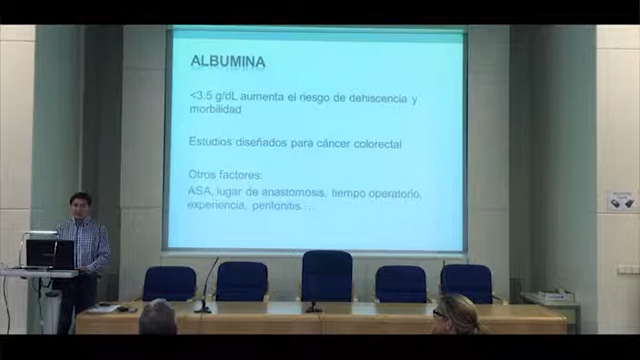 ALBUMINA
<3.5 g/dL aumenta el riesgo de dehiscencia y
morbilidad
Estudios diseñados para cáncer colorectal
Otros factores:
ASA, lugar de anastomosis, tiempo operatorio,
experiencia, peritonitis…